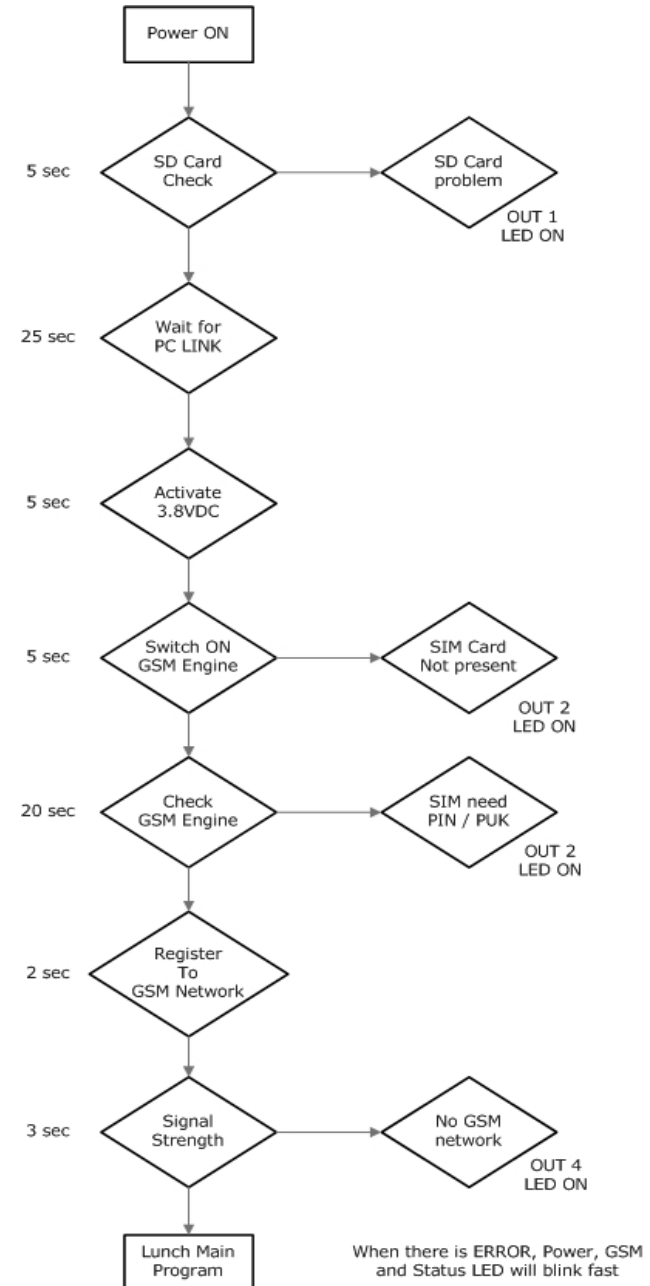 Power ON
5 sec
SD Card
Check
SD Card
problem
OUT 1
LED ON
25 sec
Wait for
PC LINK
5 sec
Activate
3.8VDC
5 sec
Switch ON
GSM Engine
SIM Card
Not present
OUT 2
LED ON
20 sec
Check
GSM Engine
SIM need
PIN / PUK
OUT 2
LED ON
2 sec
Register
To
GSM Network
3 sec
Signal
Strength
No GSM
network
OUT 4
LED ON
Lunch Main
Program
When there is ERROR, Power, GSM
and Status LED will blink fast